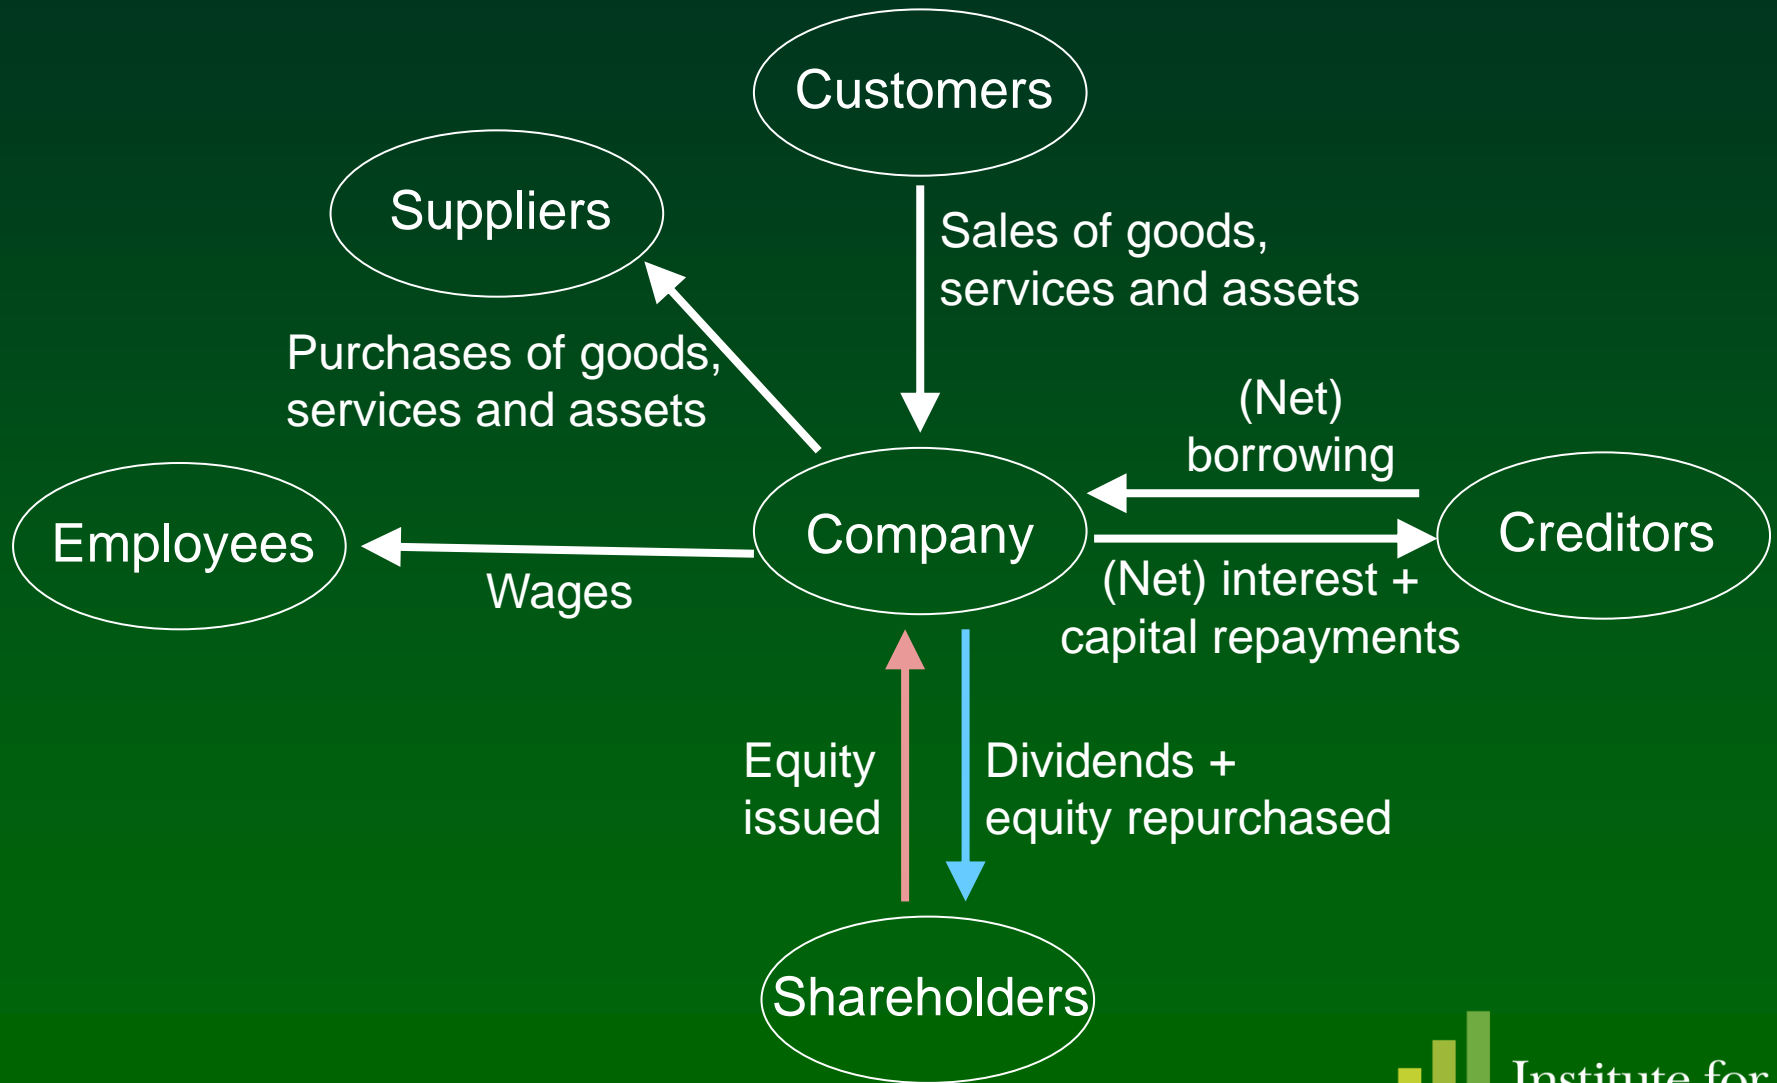 Customers
Suppliers
Sales of goods,
services and assets
Purchases of goods,
services and assets
(Net)
borrowing
Employees
Company
Creditors
Wages
(Net) interest +
capital repayments
Equity
issued
Dividends +
equity repurchased
Shareholders
Institute for